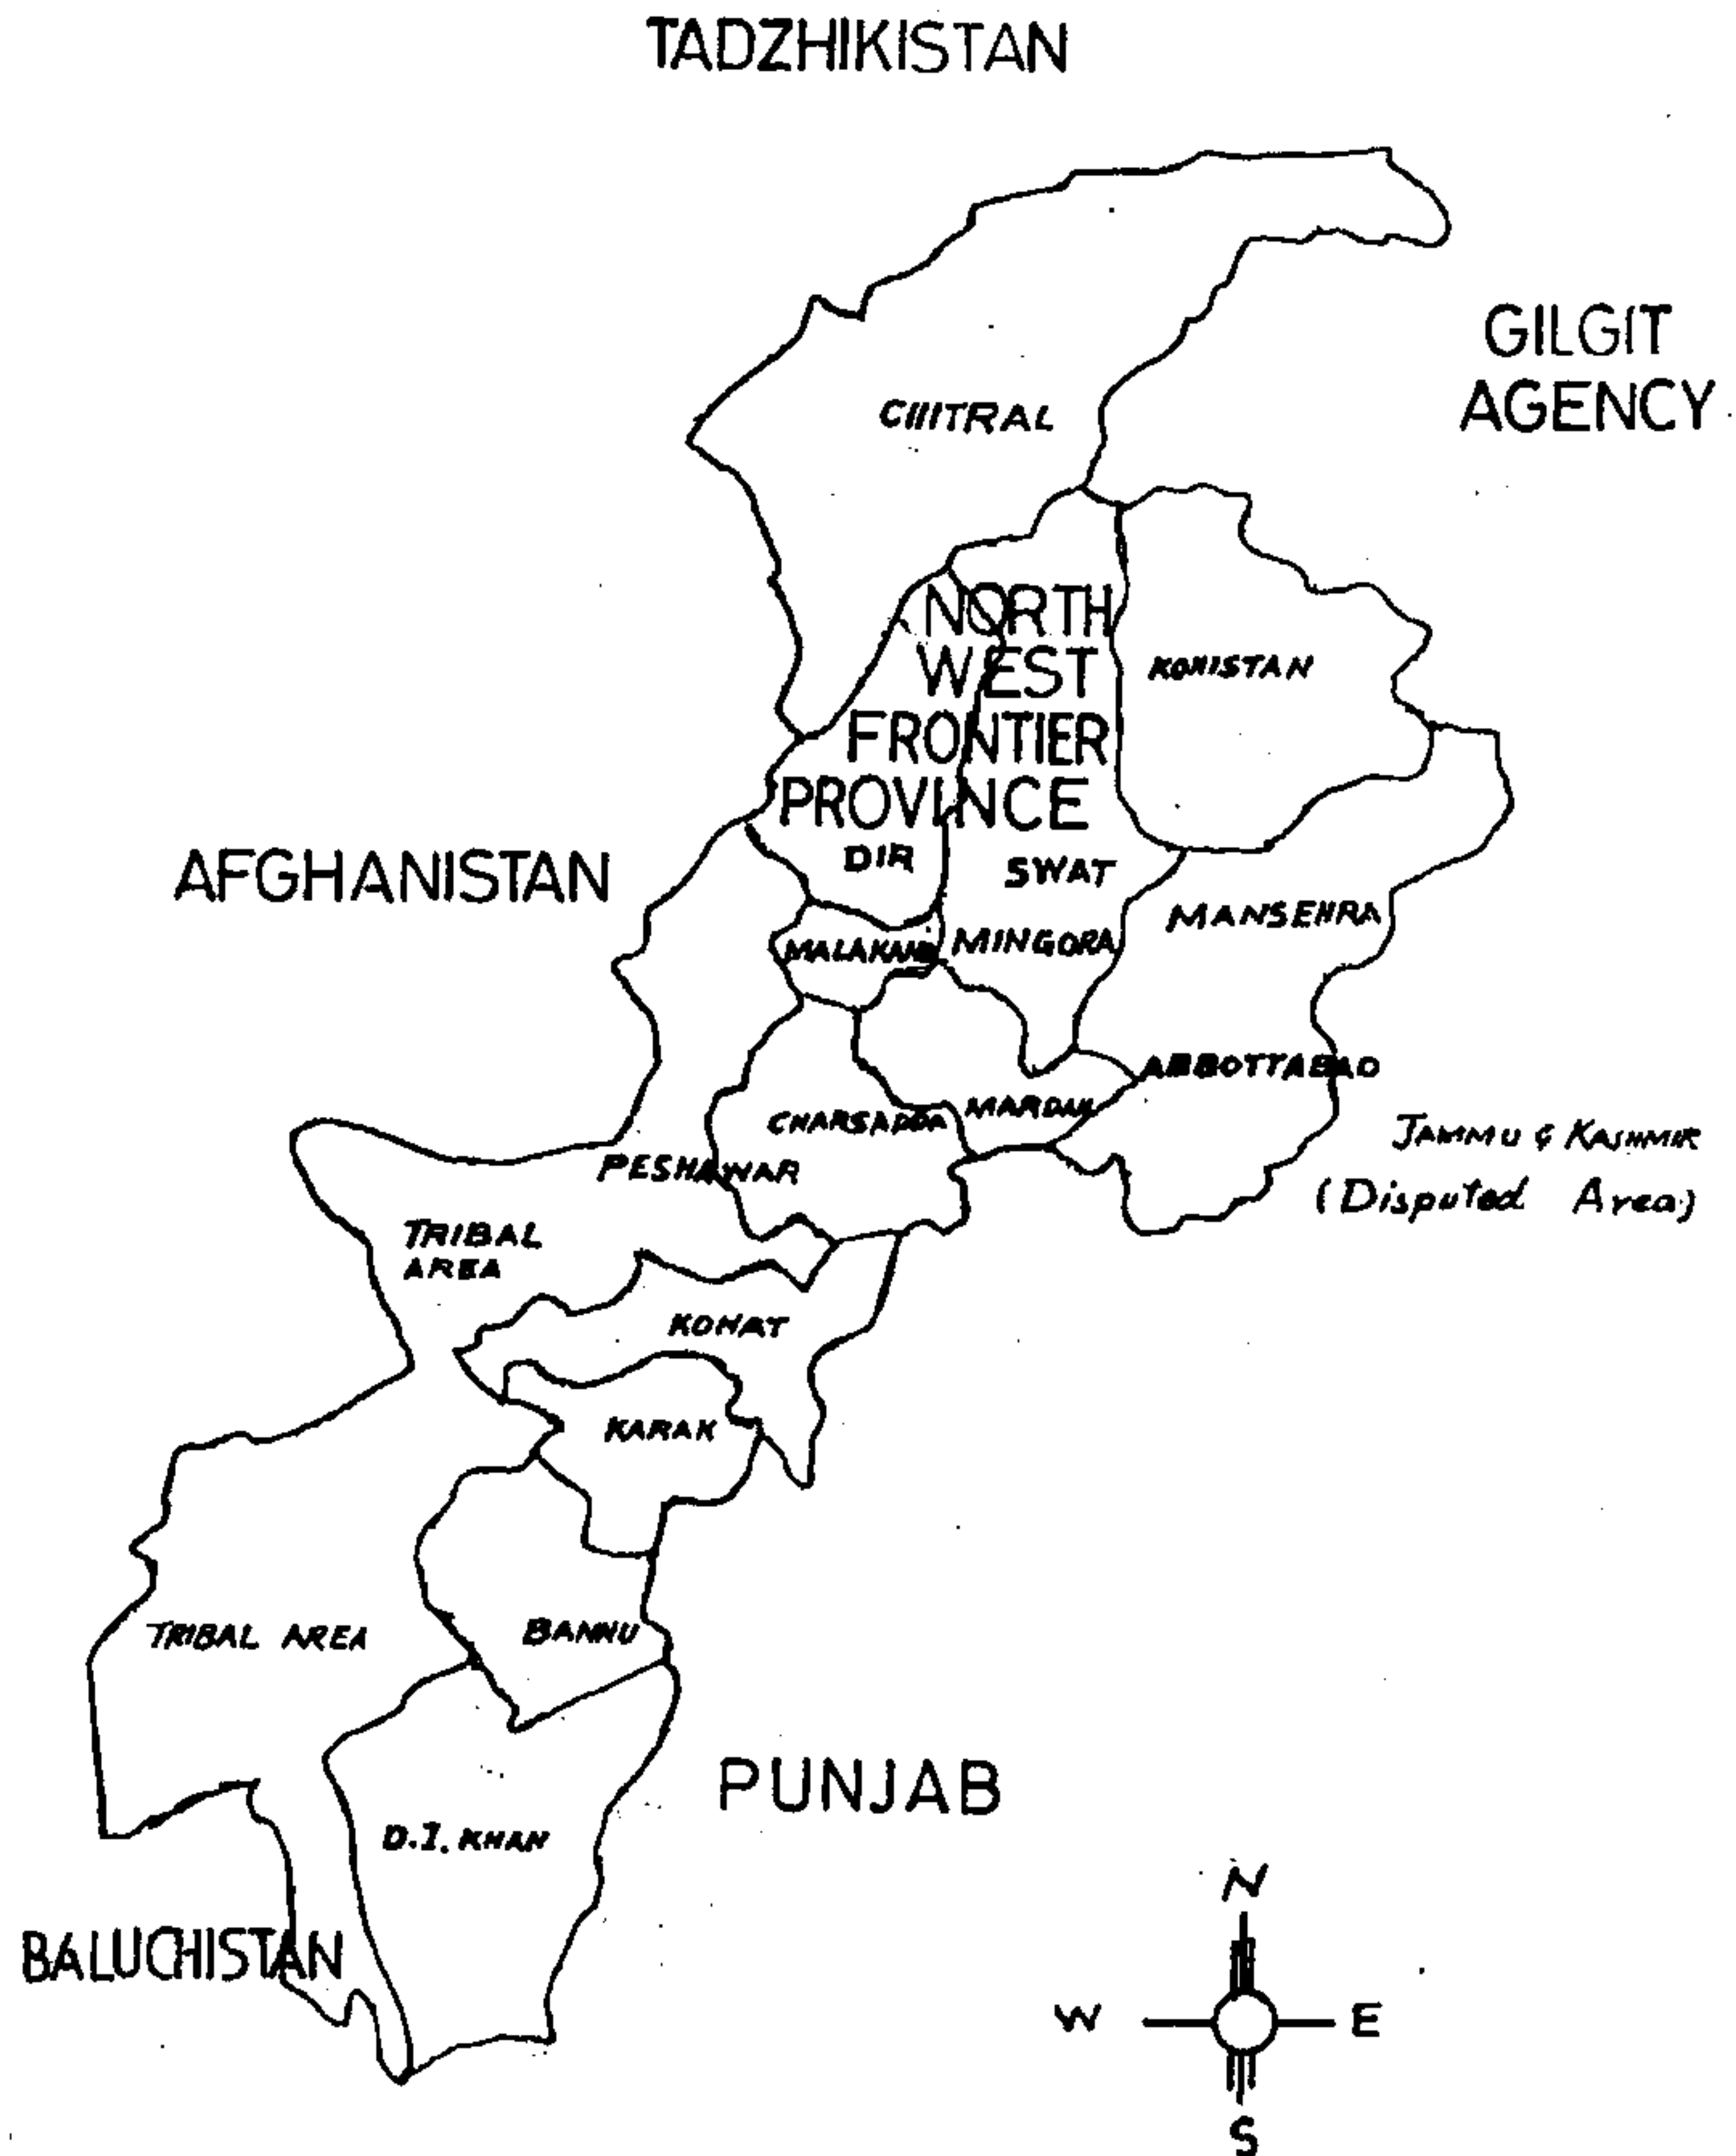 TADZHIKISTAN
GILGIT
AGENCY
CHITRAL
NORTH
WEST
FRONTIER
PROVINCE
KOHISTAN
AFGHANISTAN
DIR
SWAT
MANSEHRA
MALAKAND
MINGORA
ABBOTTABAD
CHARSADDA
MARDAN
JAMMU & KASHMIR
(Disputed Area)
PESHAWAR
TRIBAL
AREA
KOHAT
KARAK
TRIBAL AREA
BANNU
PUNJAB
D.I. KHAN
BALUCHISTAN
N
W
E
S